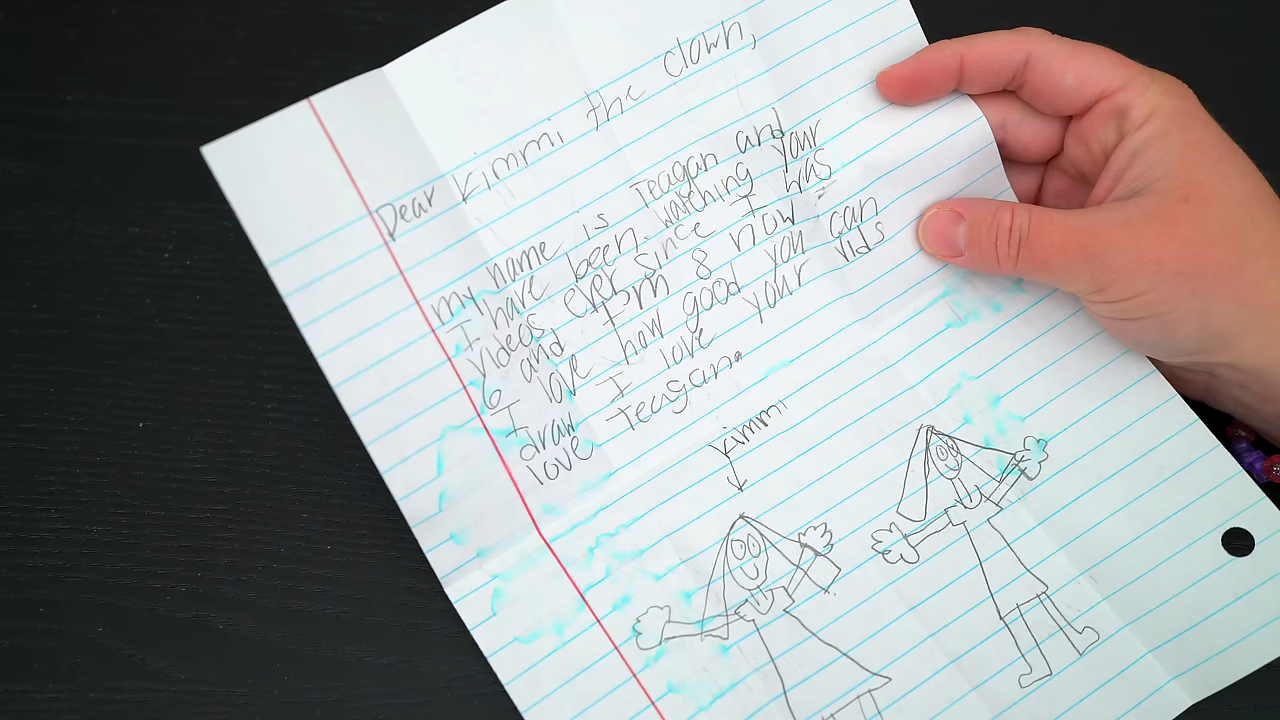 Dear Kimmi the clown,
my name is Teagan and
I have been watching your
videos ever since I was
6 and I'm 8 now
I love how good you can
draw I love your vids
love Teagan.
Kimmi